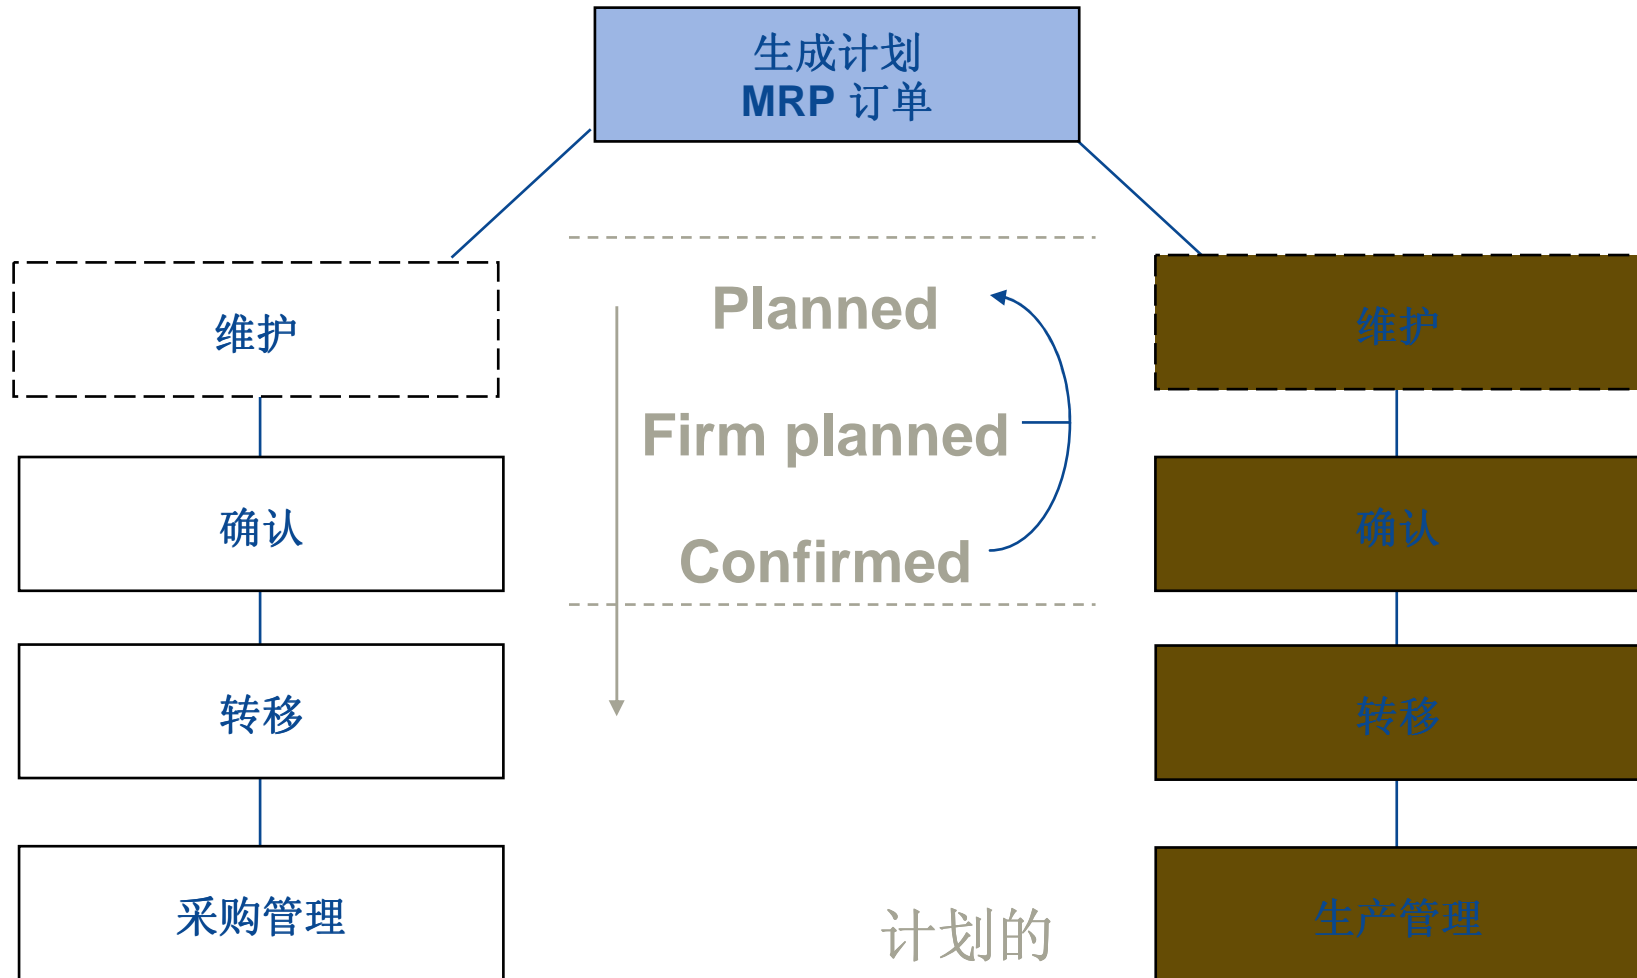 生成计划
MRP 订单
维护
Planned
维护
Firm planned
确认
Confirmed
确认
转移
转移
采购管理
计划的
生产管理